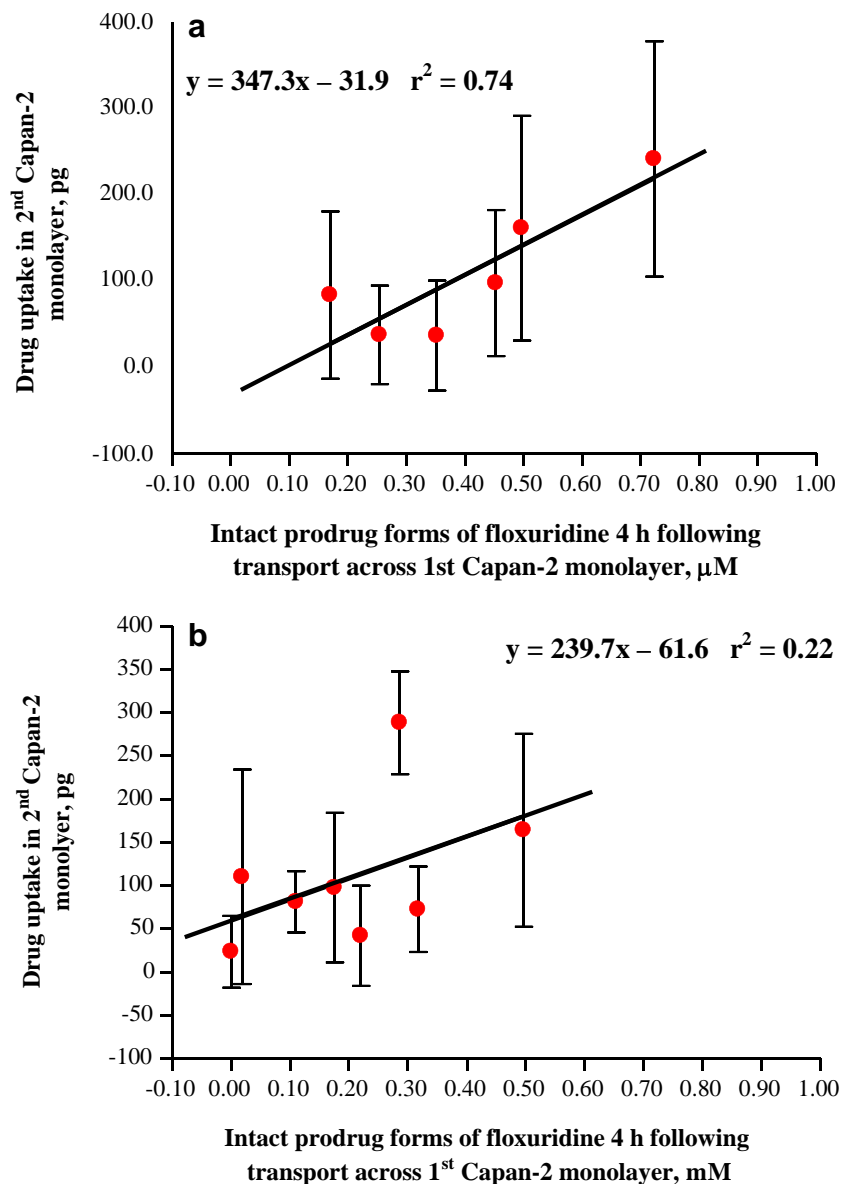 a
y = 347.3x – 31.9 r² = 0.74
400.0
300.0
200.0
100.0
0.0
-100.0
Drug uptake in 2nd Capan-2
monolayer, pg
-0.10 0.00 0.10 0.20 0.30 0.40 0.50 0.60 0.70 0.80 0.90 1.00
Intact prodrug forms of floxuridine 4 h following
transport across 1st Capan-2 monolayer, μM
b
y = 239.7x – 61.6 r² = 0.22
400
350
300
250
200
150
100
50
0
-50
-100
Drug uptake in 2nd Capan-2
monolyer, pg
-0.10 0.00 0.10 0.20 0.30 0.40 0.50 0.60 0.70 0.80 0.90 1.00
Intact prodrug forms of floxuridine 4 h following
transport across 1st Capan-2 monolayer, mM